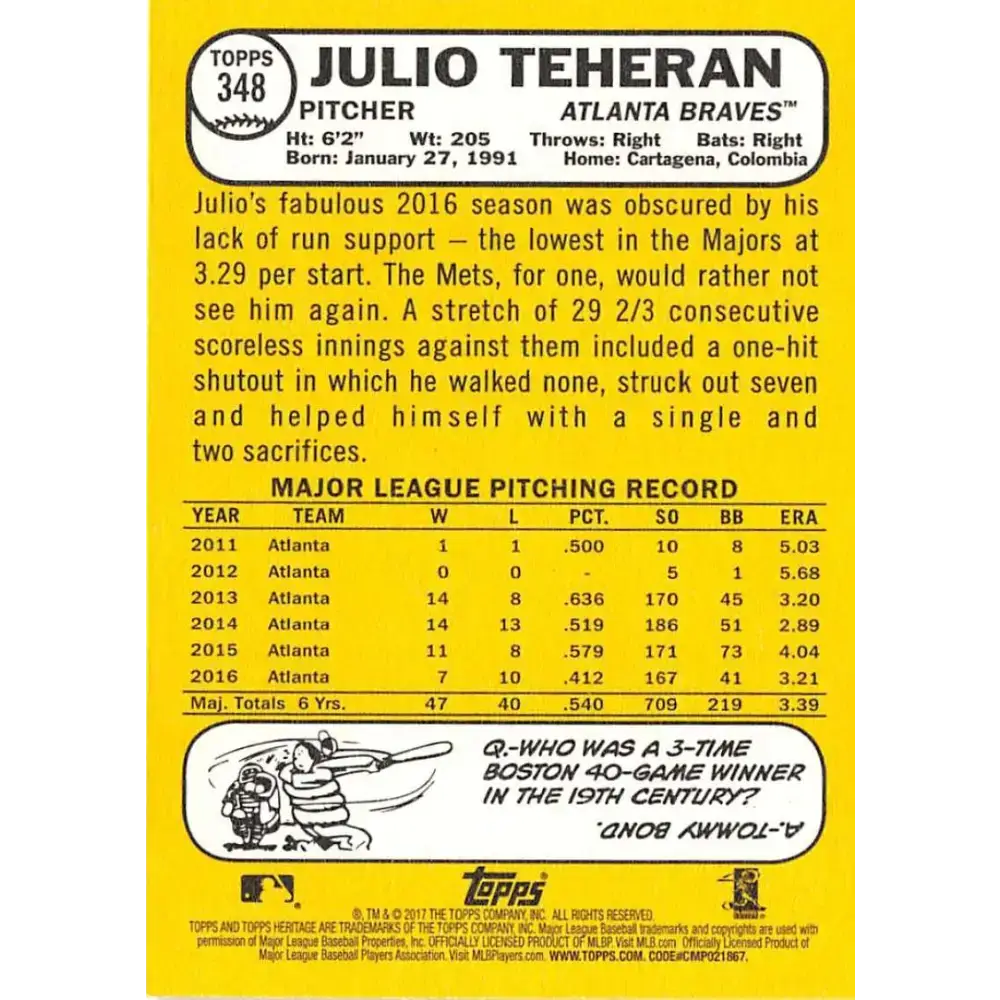 TOPPS
348
JULIO TEHERAN
PITCHER ATLANTA BRAVES™
Ht: 6'2" Wt: 205 Throws: Right Bats: Right
Born: January 27, 1991 Home: Cartagena, Colombia
Julio's fabulous 2016 season was obscured by his
lack of run support – the lowest in the Majors at
3.29 per start. The Mets, for one, would rather not
see him again. A stretch of 29 2/3 consecutive
scoreless innings against them included a one-hit
shutout in which he walked none, struck out seven
and helped himself with a single and
two sacrifices.
MAJOR LEAGUE PITCHING RECORD
YEAR TEAM W L PCT. SO BB ERA
2011 Atlanta 1 1 .500 10 8 5.03
2012 Atlanta 0 0 - 5 1 5.68
2013 Atlanta 14 8 .636 170 45 3.20
2014 Atlanta 14 13 .519 186 51 2.89
2015 Atlanta 11 8 .579 171 73 4.04
2016 Atlanta 7 10 .412 167 41 3.21
Maj. Totals 6 Yrs. 47 40 .540 709 219 3.39
Q.-WHO WAS A 3-TIME
BOSTON 40-GAME WINNER
IN THE 19TH CENTURY?
A.-TOMMY BOND.
topps®
®, TM & © 2017 THE TOPPS COMPANY, INC. ALL RIGHTS RESERVED.
TOPPS AND TOPPS HERITAGE ARE TRADEMARKS OF THE TOPPS COMPANY, INC. Major League Baseball trademarks and copyrights are used with
permission of Major League Baseball Properties, Inc. OFFICIALLY LICENSED PRODUCT OF MLBP. Visit MLB.com Officially Licensed Product of
Major League Baseball Players Association. Visit MLBPlayers.com. WWW.TOPPS.COM. CODE#CMP021867.